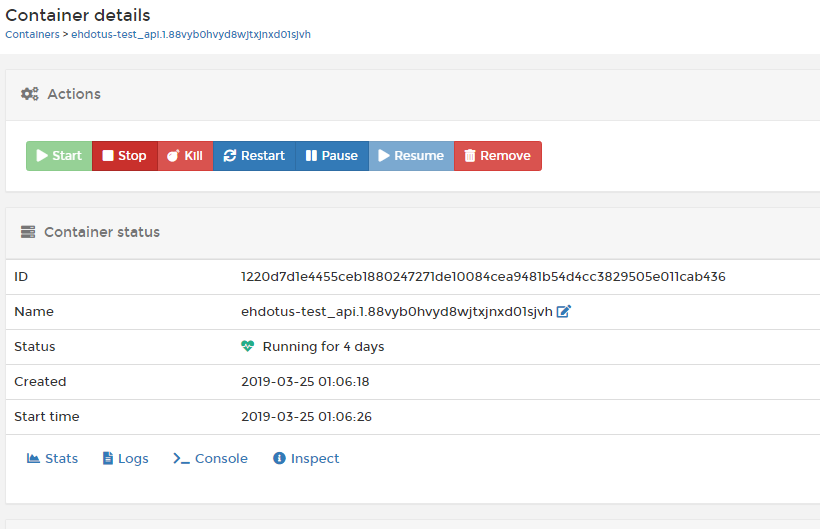 Container details
Containers > ehdotus-test_api.1.88vyb0hvyd8wjtxjnxd01sjvh
Actions
Start Stop Kill Restart Pause Resume Remove
Container status
ID 1220d7d1e4455ceb1880247271de10084cea9481b54d4cc3829505e011cab436
Name ehdotus-test_api.1.88vyb0hvyd8wjtxjnxd01sjvh
Status Running for 4 days
Created 2019-03-25 01:06:18
Start time 2019-03-25 01:06:26
Stats Logs Console Inspect